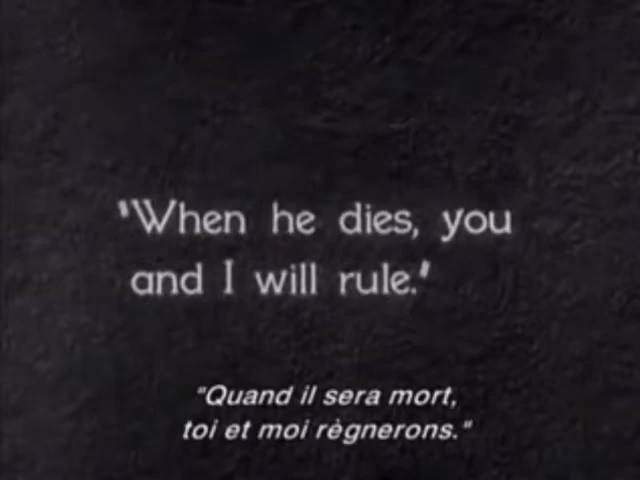 'When he dies, you
and I will rule.'
"Quand il sera mort,
toi et moi règnerons."